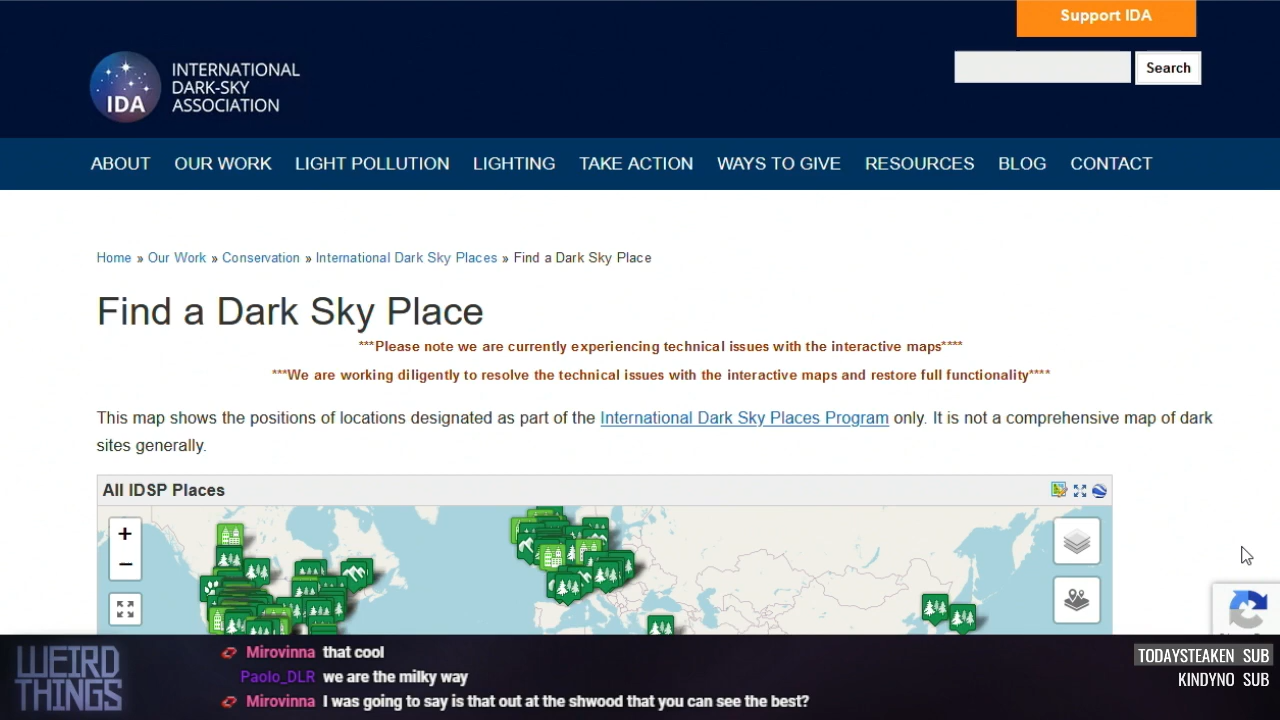 Support IDA
IDA
INTERNATIONAL
DARK-SKY
ASSOCIATION
Search
ABOUT OUR WORK LIGHT POLLUTION LIGHTING TAKE ACTION WAYS TO GIVE RESOURCES BLOG CONTACT
Home » Our Work » Conservation » International Dark Sky Places » Find a Dark Sky Place
Find a Dark Sky Place
***Please note we are currently experiencing technical issues with the interactive maps****
***We are working diligently to resolve the technical issues with the interactive maps and restore full functionality****
This map shows the positions of locations designated as part of the International Dark Sky Places Program only. It is not a comprehensive map of dark
sites generally.
All IDSP Places
+
−
WEIRD
THINGS
Mirovinna that cool
Paolo_DLR we are the milky way
Mirovinna I was going to say is that out at the shwood that you can see the best?
TODAYSTEAKEN SUB
KINDYNO SUB